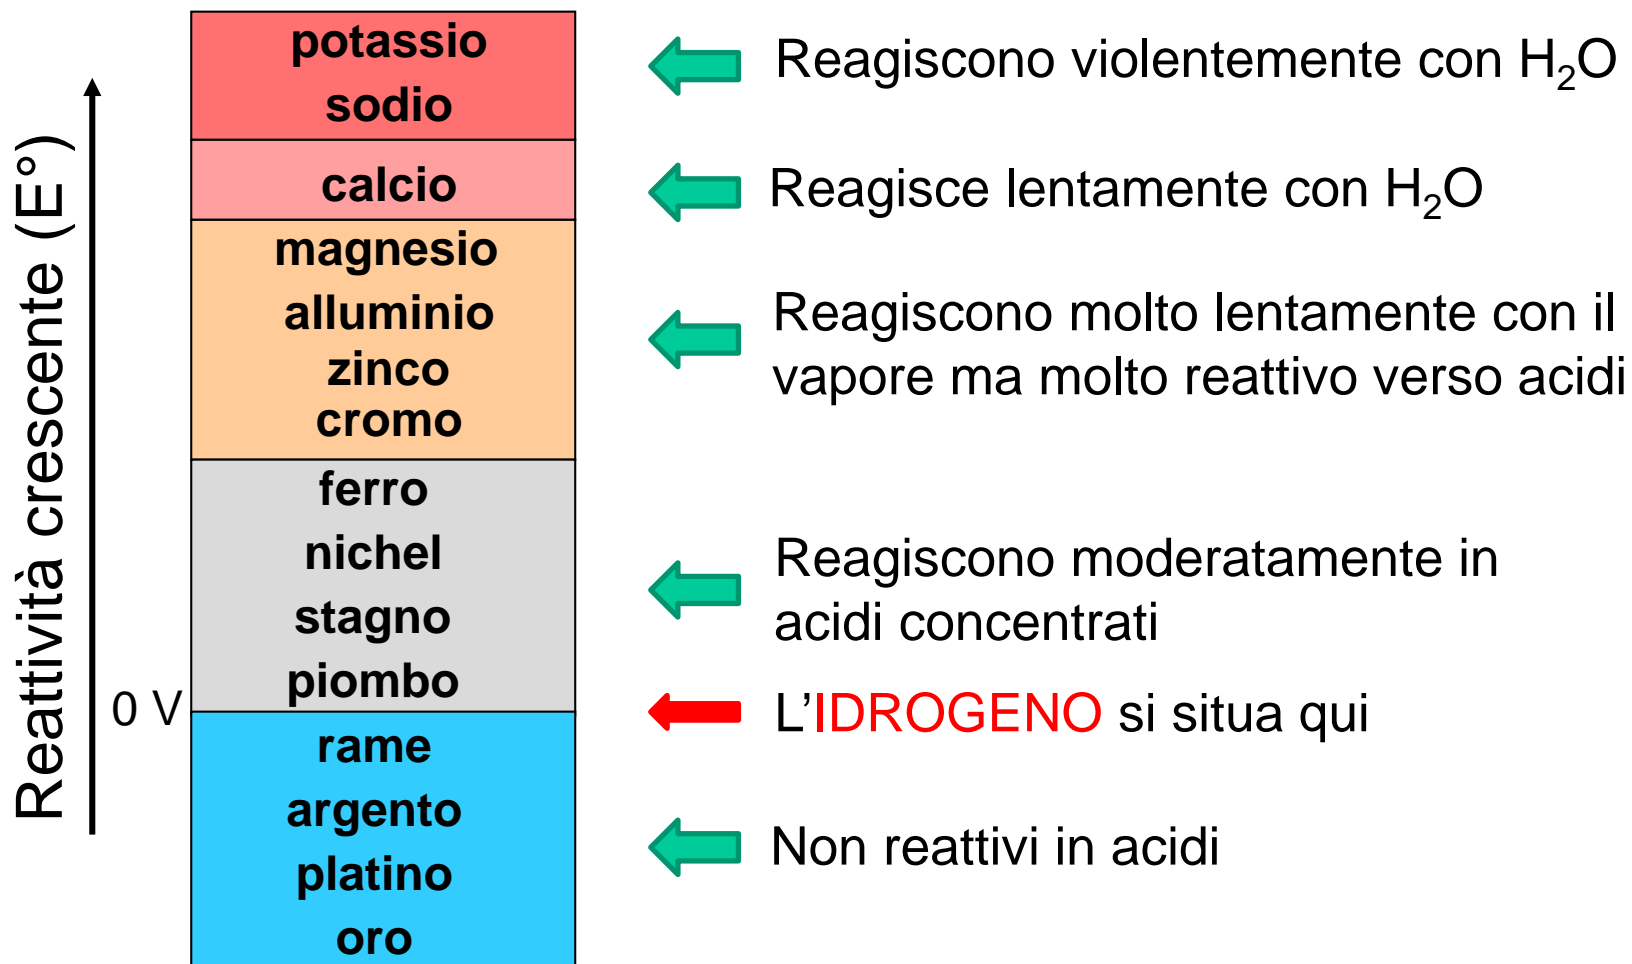 Reattività crescente (E°)
potassio
sodio
Reagiscono violentemente con H₂O
calcio
Reagisce lentamente con H₂O
magnesio
alluminio
zinco
cromo
Reagiscono molto lentamente con il
vapore ma molto reattivo verso acidi
ferro
nichel
stagno
piombo
Reagiscono moderatamente in
acidi concentrati
0 V
L'IDROGENO si situa qui
rame
argento
platino
oro
Non reattivi in acidi